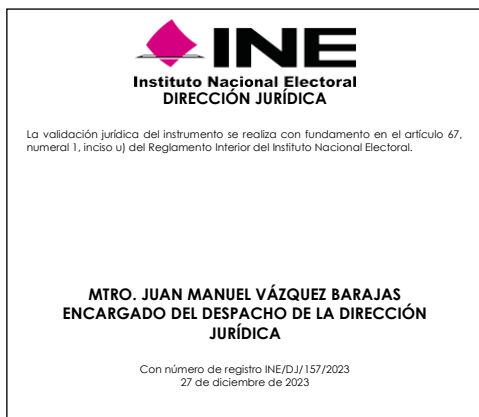 INE
Instituto Nacional Electoral
DIRECCIÓN JURÍDICA
La validación jurídica del instrumento se realiza con fundamento en el artículo 67,
numeral 1, inciso u) del Reglamento Interior del Instituto Nacional Electoral.
MTRO. JUAN MANUEL VÁZQUEZ BARAJAS
ENCARGADO DEL DESPACHO DE LA DIRECCIÓN
JURÍDICA
Con número de registro INE/DJ/157/2023
27 de diciembre de 2023